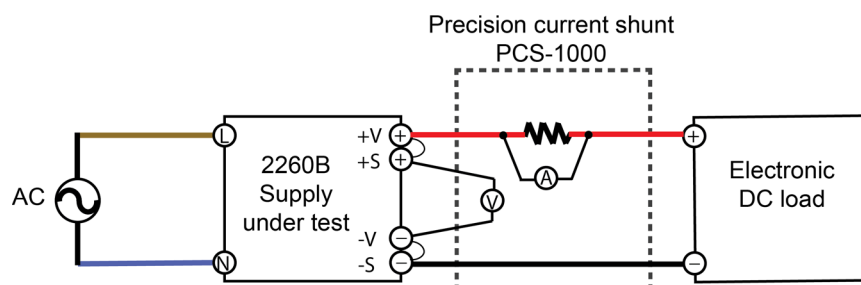 Precision current shunt
PCS-1000
AC
L
N
2260B
Supply
under test
+V
+S
-V
-S
+
+
−
−
V
A
+
−
Electronic
DC load